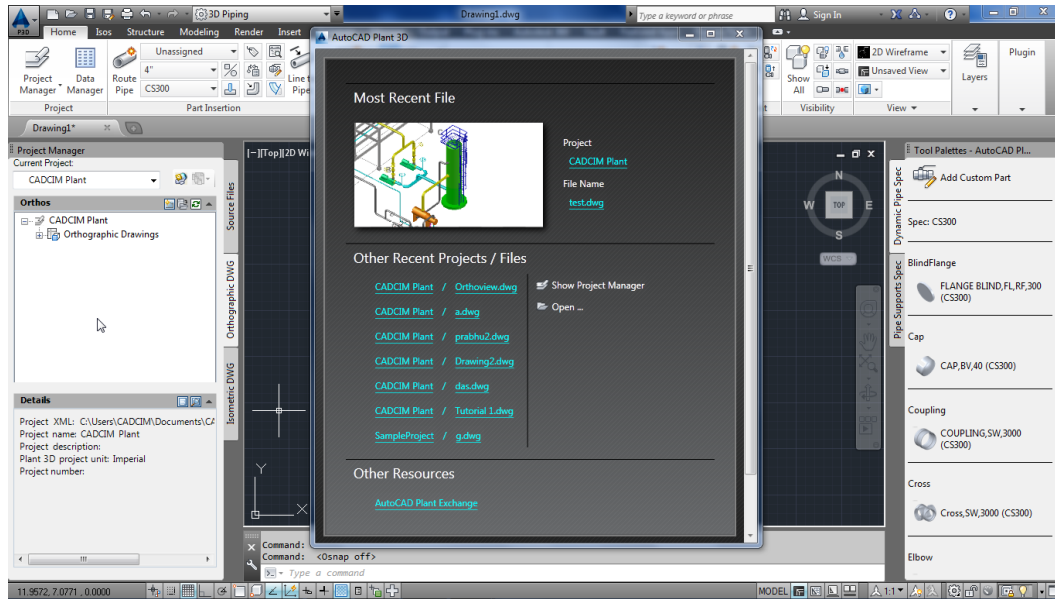 3D Piping
Drawing1.dwg
Type a keyword or phrase
Sign In
P3D
Home
Isos
Structure
Modeling
Render
Insert
Project
Manager
Data
Manager
Route
Pipe
Unassigned
4"
CS300
Line t
Pipe
Project
Part Insertion
Show
All
2D Wireframe
Unsaved View
Layers
Plugin
Visibility
View
Drawing1*
Project Manager
Current Project:
CADCIM Plant
Orthos
CADCIM Plant
Orthographic Drawings
Source Files
Orthographic DWG
Isometric DWG
Details
Project XML: C:\Users\CADCIM\Documents\CA
Project name: CADCIM Plant
Project description:
Plant 3D project unit: Imperial
Project number:
[-][Top][2D Wi
AutoCAD Plant 3D
Most Recent File
Project
CADCIM Plant
File Name
test.dwg
Other Recent Projects / Files
CADCIM Plant / Orthoview.dwg
CADCIM Plant / a.dwg
CADCIM Plant / prabhu2.dwg
CADCIM Plant / Drawing2.dwg
CADCIM Plant / das.dwg
CADCIM Plant / Tutorial 1.dwg
SampleProject / g.dwg
Show Project Manager
Open ...
Other Resources
AutoCAD Plant Exchange
N
W TOP E
S
WCS
Y
X
Command:
Command: <Osnap off>
Type a command
Tool Palettes - AutoCAD Pl...
Dynamic Pipe Spec
Pipe Supports Spec
Add Custom Part
Spec: CS300
BlindFlange
FLANGE BLIND,FL,RF,300
(CS300)
Cap
CAP,BV,40 (CS300)
Coupling
COUPLING,SW,3000
(CS300)
Cross
Cross,SW,3000 (CS300)
Elbow
11.9572, 7.0771 , 0.0000
MODEL
1:1